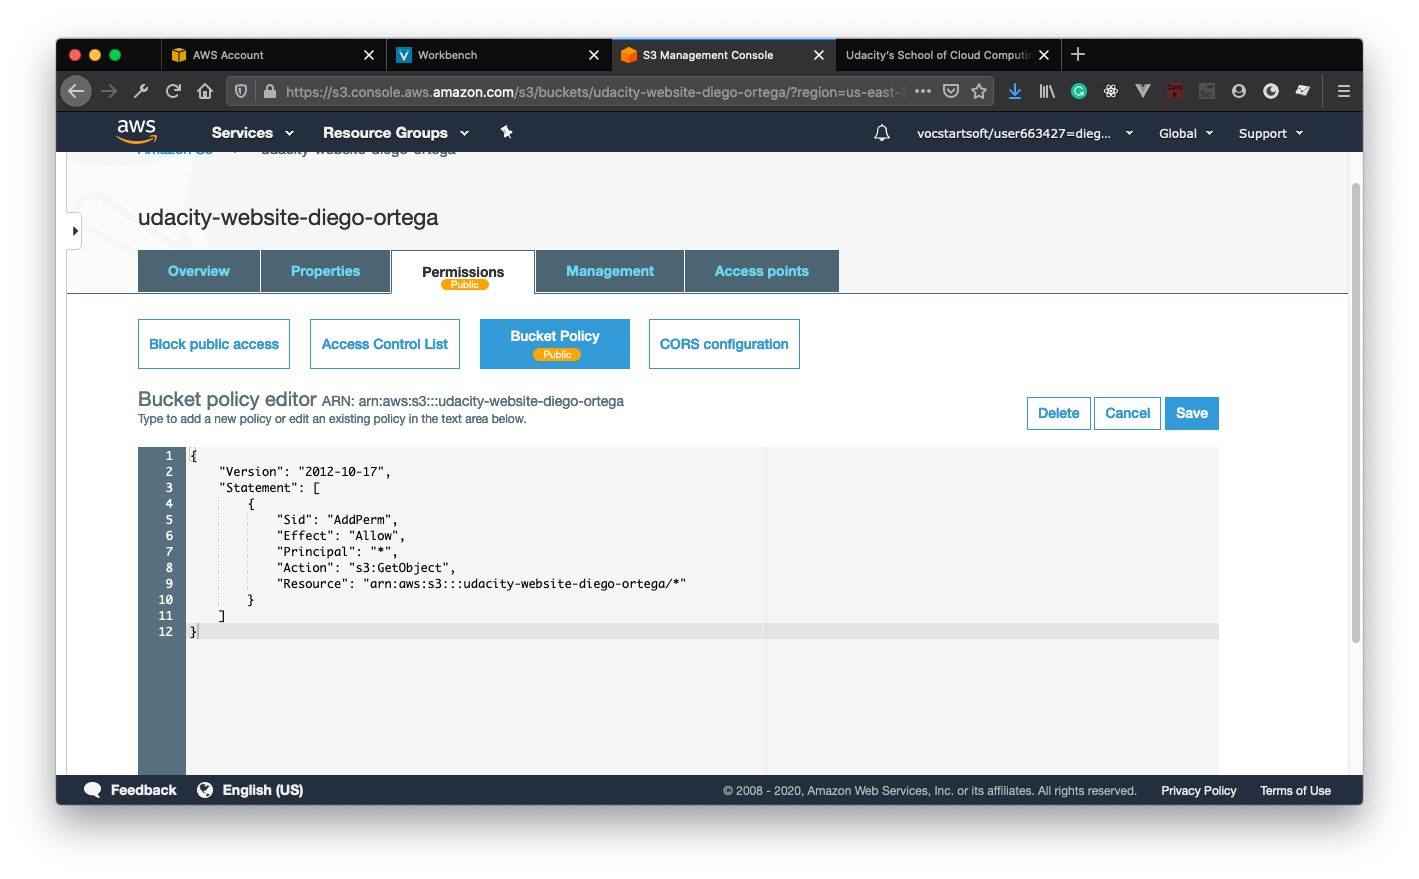 AWS Account
Workbench
S3 Management Console
Udacity's School of Cloud Computin
https://s3.console.aws.amazon.com/s3/buckets/udacity-website-diego-ortega/?region=us-east-1
aws
Services
Resource Groups
vocstartsoft/user663427=dieg...
Global
Support
udacity-website-diego-ortega
udacity-website-diego-ortega
Overview
Properties
Permissions
Public
Management
Access points
Block public access
Access Control List
Bucket Policy
Public
CORS configuration
Bucket policy editor ARN: arn:aws:s3:::udacity-website-diego-ortega
Type to add a new policy or edit an existing policy in the text area below.
Delete
Cancel
Save
1 {
2 "Version": "2012-10-17",
3 "Statement": [
4 {
5 "Sid": "AddPerm",
6 "Effect": "Allow",
7 "Principal": "*",
8 "Action": "s3:GetObject",
9 "Resource": "arn:aws:s3:::udacity-website-diego-ortega/*"
10 }
11 ]
12 }
Feedback
English (US)
© 2008 - 2020, Amazon Web Services, Inc. or its affiliates. All rights reserved.
Privacy Policy
Terms of Use